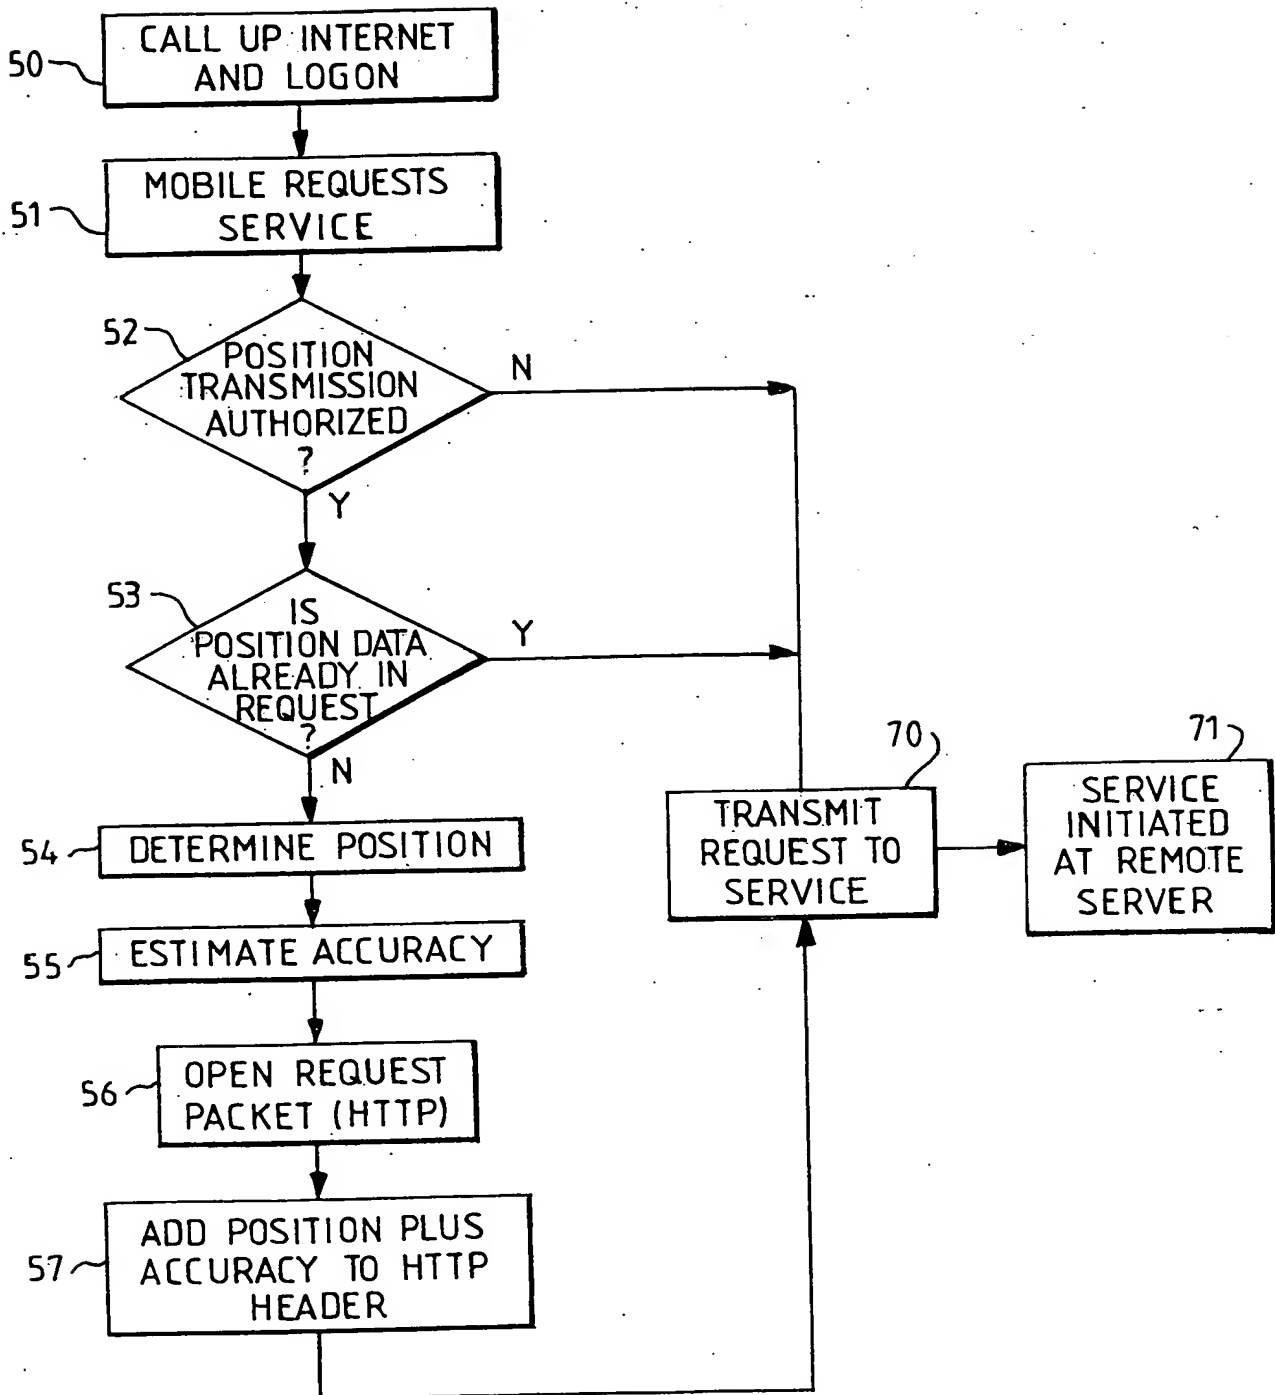 50
CALL UP INTERNET
AND LOGON
51
MOBILE REQUESTS
SERVICE
52
POSITION
TRANSMISSION
AUTHORIZED
?
N
Y
53
IS
POSITION DATA
ALREADY IN
REQUEST
?
Y
N
54
DETERMINE POSITION
55
ESTIMATE ACCURACY
56
OPEN REQUEST
PACKET (HTTP)
57
ADD POSITION PLUS
ACCURACY TO HTTP
HEADER
70
TRANSMIT
REQUEST TO
SERVICE
71
SERVICE
INITIATED
AT REMOTE
SERVER